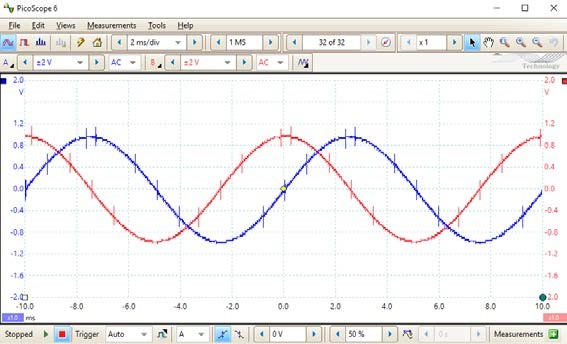 PicoScope 6
File Edit Views Measurements Tools Help
2 ms/div 1 MS 32 of 32 x 1
A ±2 V AC B ±2 V AC Technology
2.0 2.0
V V
1.2 1.2
0.8 0.8
0.4 0.4
0.0 0.0
-0.4 -0.4
-0.8 -0.8
-1.2 -1.2
-1.6 -1.6
-2.0 -2.0
-10.0 -8.0 -6.0 -4.0 -2.0 0.0 2.0 4.0 6.0 8.0 10.0
x1.0 ms x1.0
Stopped Trigger Auto A 0 V 50 % 0 s Measurements